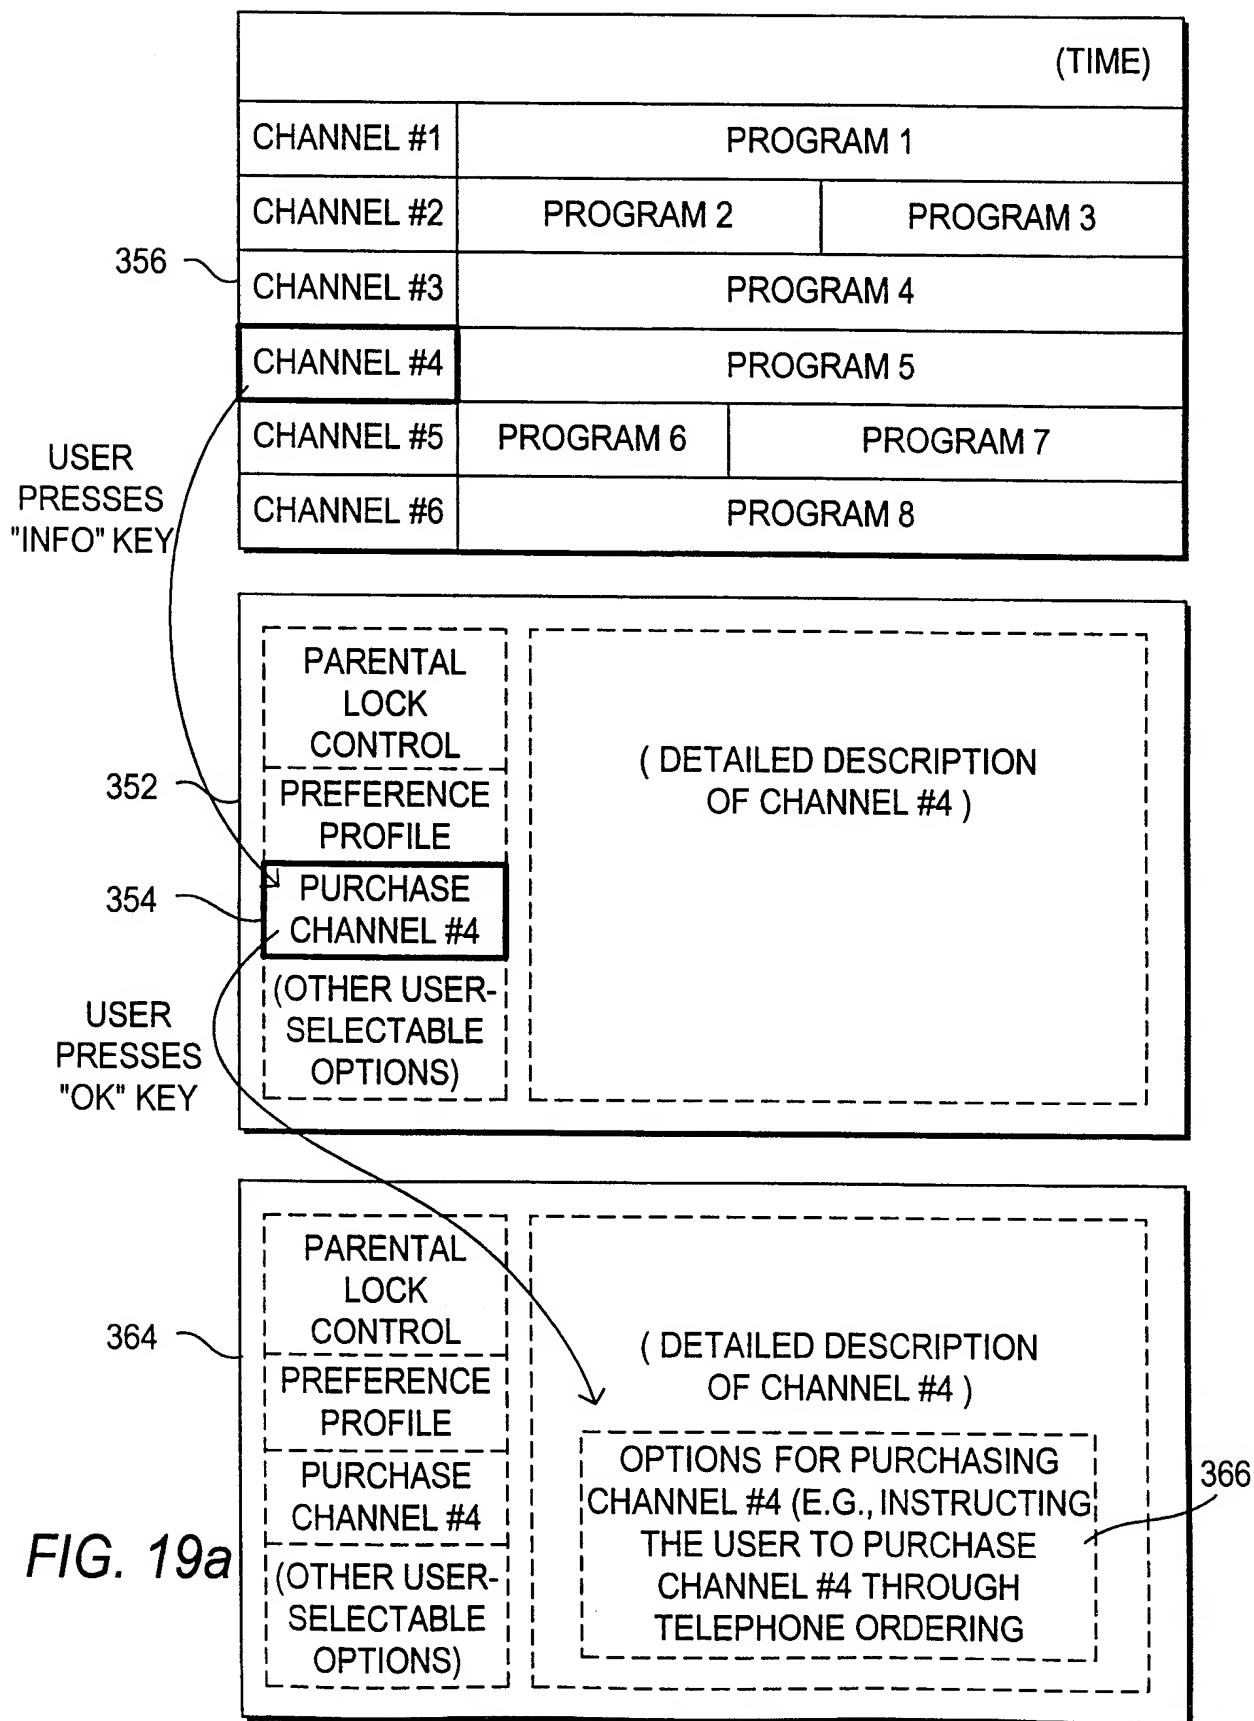 (TIME)
CHANNEL #1
PROGRAM 1
CHANNEL #2
PROGRAM 2
PROGRAM 3
356
CHANNEL #3
PROGRAM 4
CHANNEL #4
PROGRAM 5
CHANNEL #5
PROGRAM 6
PROGRAM 7
CHANNEL #6
PROGRAM 8
USER
PRESSES
"INFO" KEY
PARENTAL
LOCK
CONTROL
352
PREFERENCE
PROFILE
354
PURCHASE
CHANNEL #4
(OTHER USER-
SELECTABLE
OPTIONS)
( DETAILED DESCRIPTION
OF CHANNEL #4 )
USER
PRESSES
"OK" KEY
PARENTAL
LOCK
CONTROL
364
PREFERENCE
PROFILE
PURCHASE
CHANNEL #4
(OTHER USER-
SELECTABLE
OPTIONS)
( DETAILED DESCRIPTION
OF CHANNEL #4 )
OPTIONS FOR PURCHASING
CHANNEL #4 (E.G., INSTRUCTING
THE USER TO PURCHASE
CHANNEL #4 THROUGH
TELEPHONE ORDERING
366
FIG. 19a